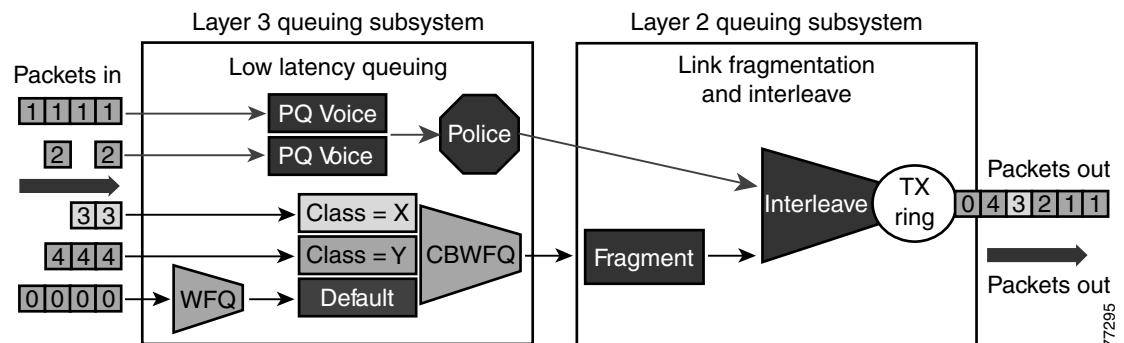 Layer 3 queuing subsystem
Layer 2 queuing subsystem
Packets in
Low latency queuing
Link fragmentation
and interleave
1 1 1 1
PQ Voice
2 2
PQ Voice
Police
3 3
Class = X
4 4 4
Class = Y
CBWFQ
0 0 0 0
WFQ
Default
Fragment
Interleave
TX
ring
Packets out
0 4 3 2 1 1
Packets out
77295